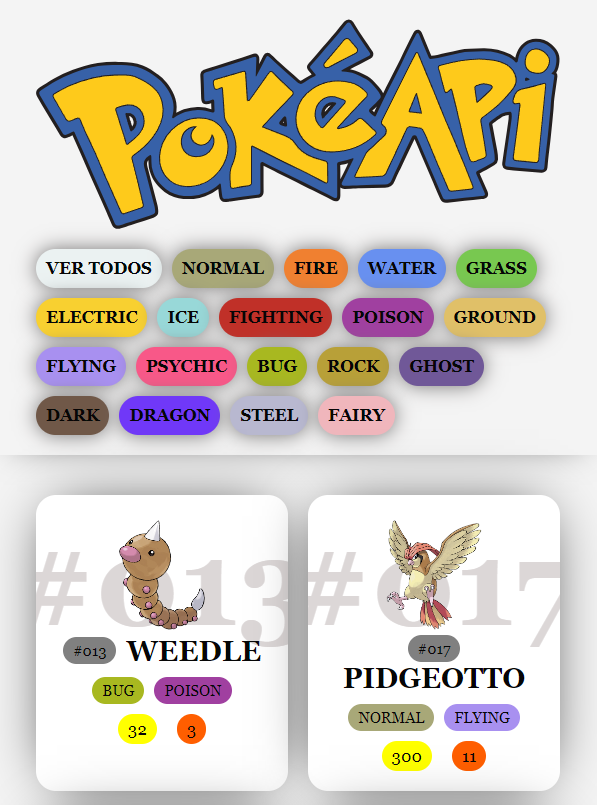 PokéApi
VER TODOS NORMAL FIRE WATER GRASS
ELECTRIC ICE FIGHTING POISON GROUND
FLYING PSYCHIC BUG ROCK GHOST
DARK DRAGON STEEL FAIRY
#013
#013 WEEDLE
BUG POISON
32 3
#017
#017
PIDGEOTTO
NORMAL FLYING
300 11